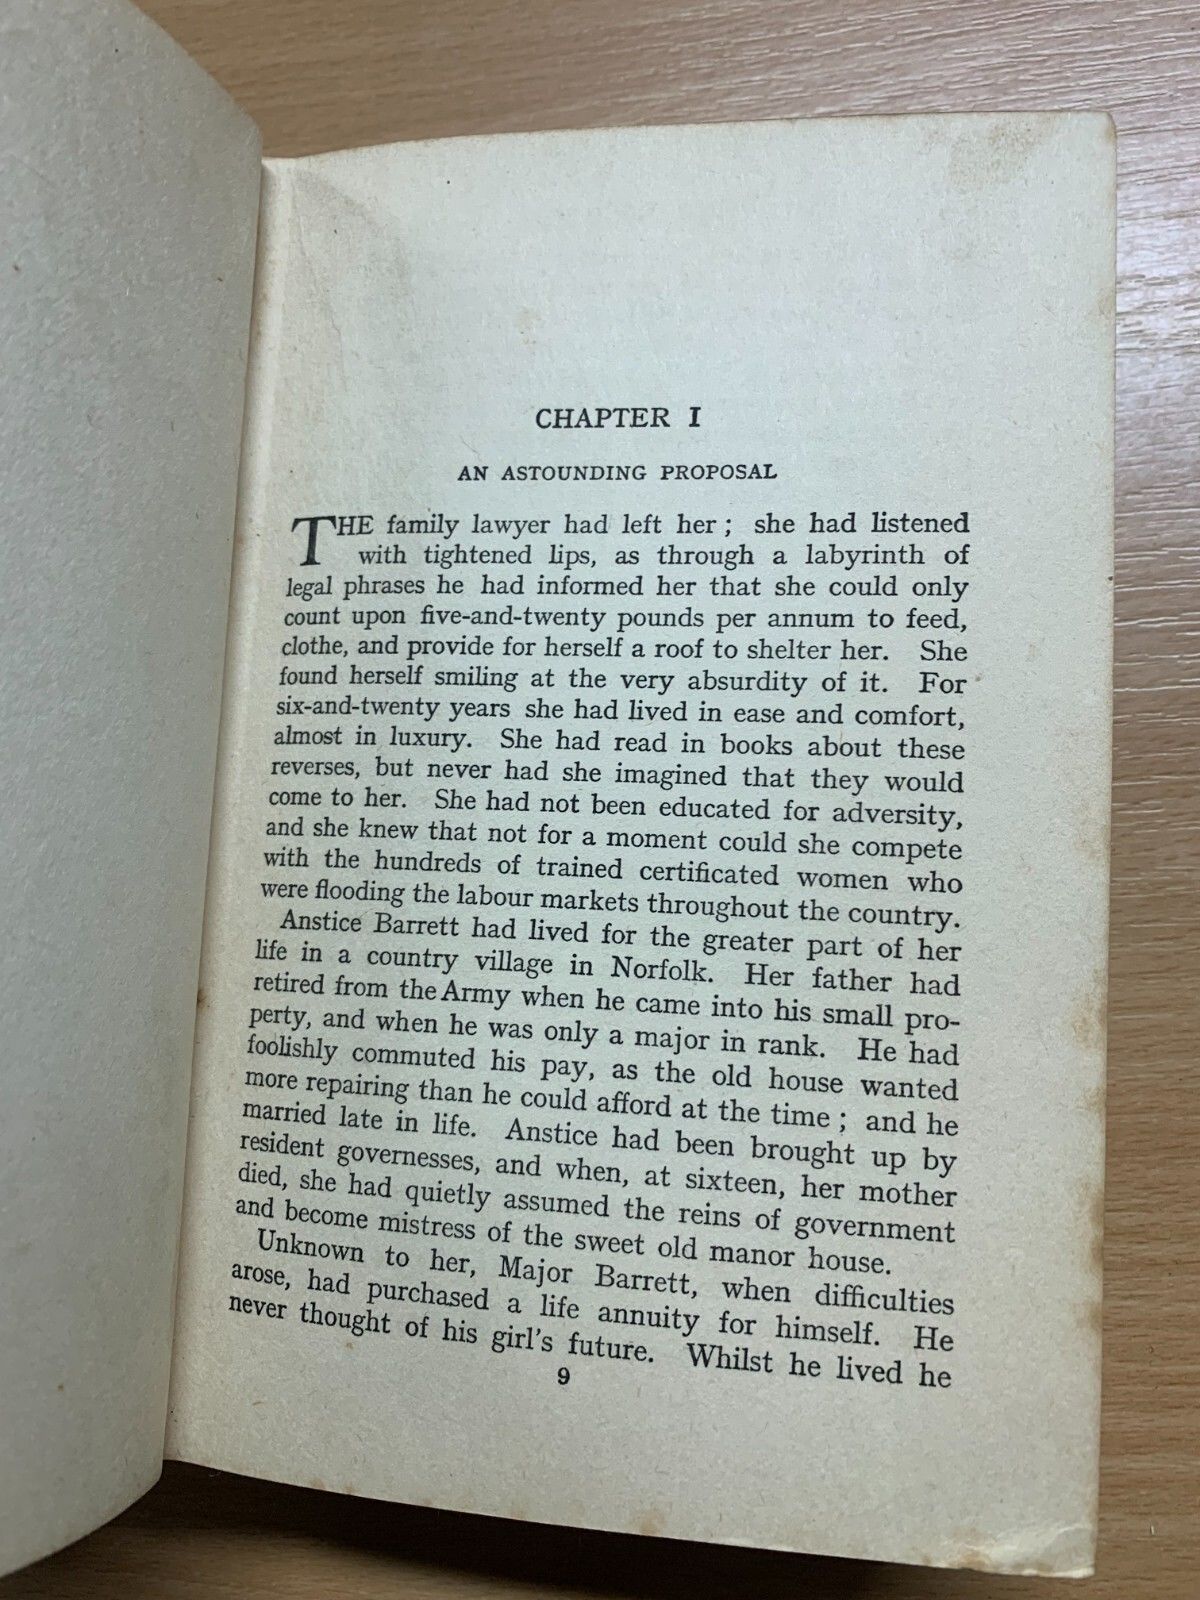 CHAPTER I
AN ASTOUNDING PROPOSAL
THE family lawyer had left her ; she had listened
with tightened lips, as through a labyrinth of
legal phrases he had informed her that she could only
count upon five-and-twenty pounds per annum to feed,
clothe, and provide for herself a roof to shelter her. She
found herself smiling at the very absurdity of it. For
six-and-twenty years she had lived in ease and comfort,
almost in luxury. She had read in books about these
reverses, but never had she imagined that they would
come to her. She had not been educated for adversity,
and she knew that not for a moment could she compete
with the hundreds of trained certificated women who
were flooding the labour markets throughout the country.
Anstice Barrett had lived for the greater part of her
life in a country village in Norfolk. Her father had
retired from the Army when he came into his small pro-
perty, and when he was only a major in rank. He had
foolishly commuted his pay, as the old house wanted
more repairing than he could afford at the time ; and he
married late in life. Anstice had been brought up by
resident governesses, and when, at sixteen, her mother
died, she had quietly assumed the reins of government
and become mistress of the sweet old manor house.
Unknown to her, Major Barrett, when difficulties
arose, had purchased a life annuity for himself. He
never thought of his girl's future. Whilst he lived he
9